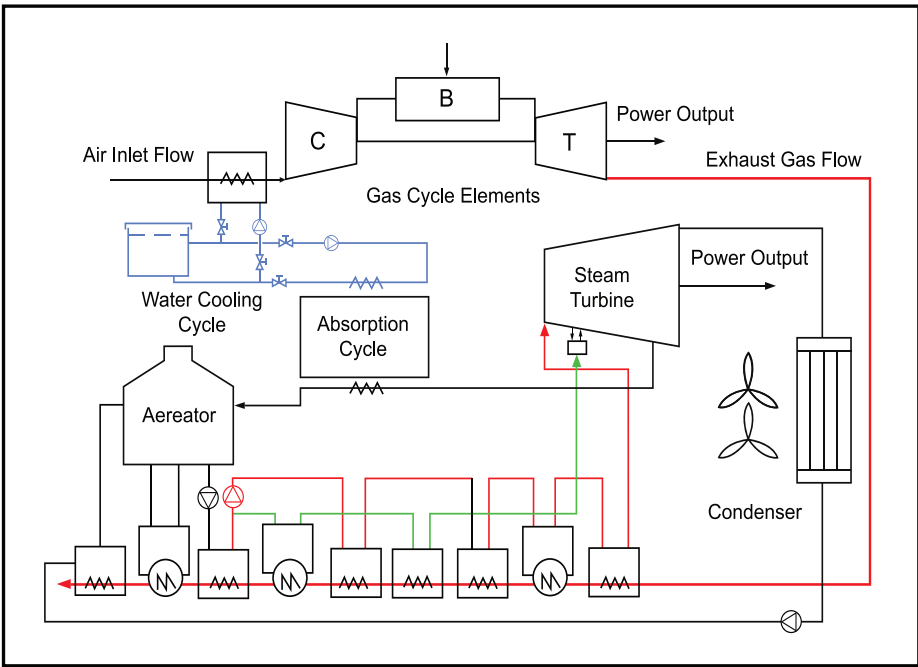 B
C
T
Power Output
Air Inlet Flow
Exhaust Gas Flow
Gas Cycle Elements
Steam
Turbine
Power Output
Water Cooling
Cycle
Absorption
Cycle
Aereator
Condenser